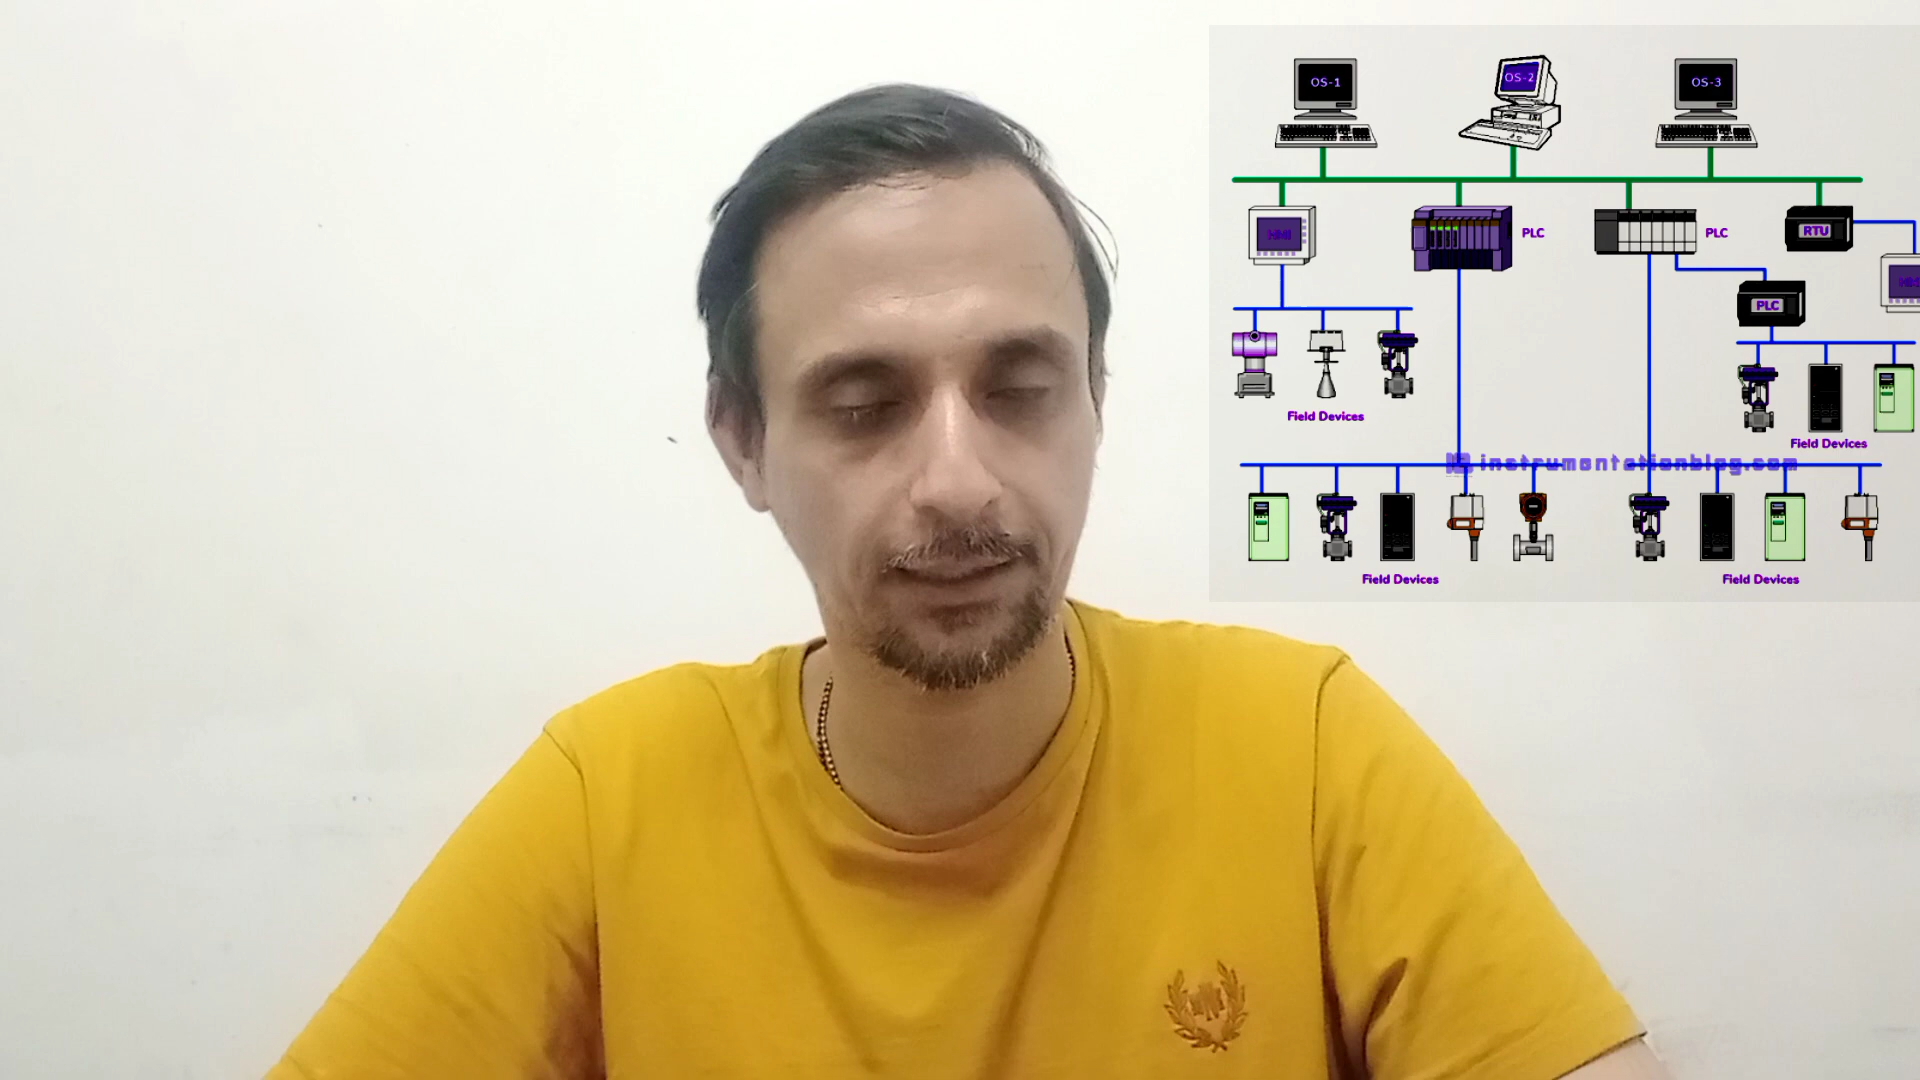 OS-1
OS-2
OS-3
HMI
PLC
PLC
RTU
PLC
Field Devices
Field Devices
instrumentationblog.com
Field Devices
Field Devices